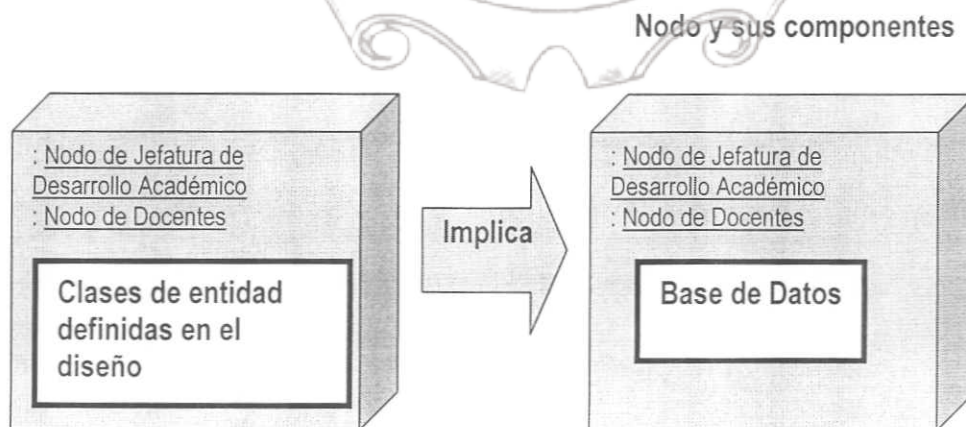 Nodo y sus componentes
: Nodo de Jefatura de
Desarrollo Académico
: Nodo de Docentes
Clases de entidad
definidas en el
diseño
Implica
: Nodo de Jefatura de
Desarrollo Académico
: Nodo de Docentes
Base de Datos